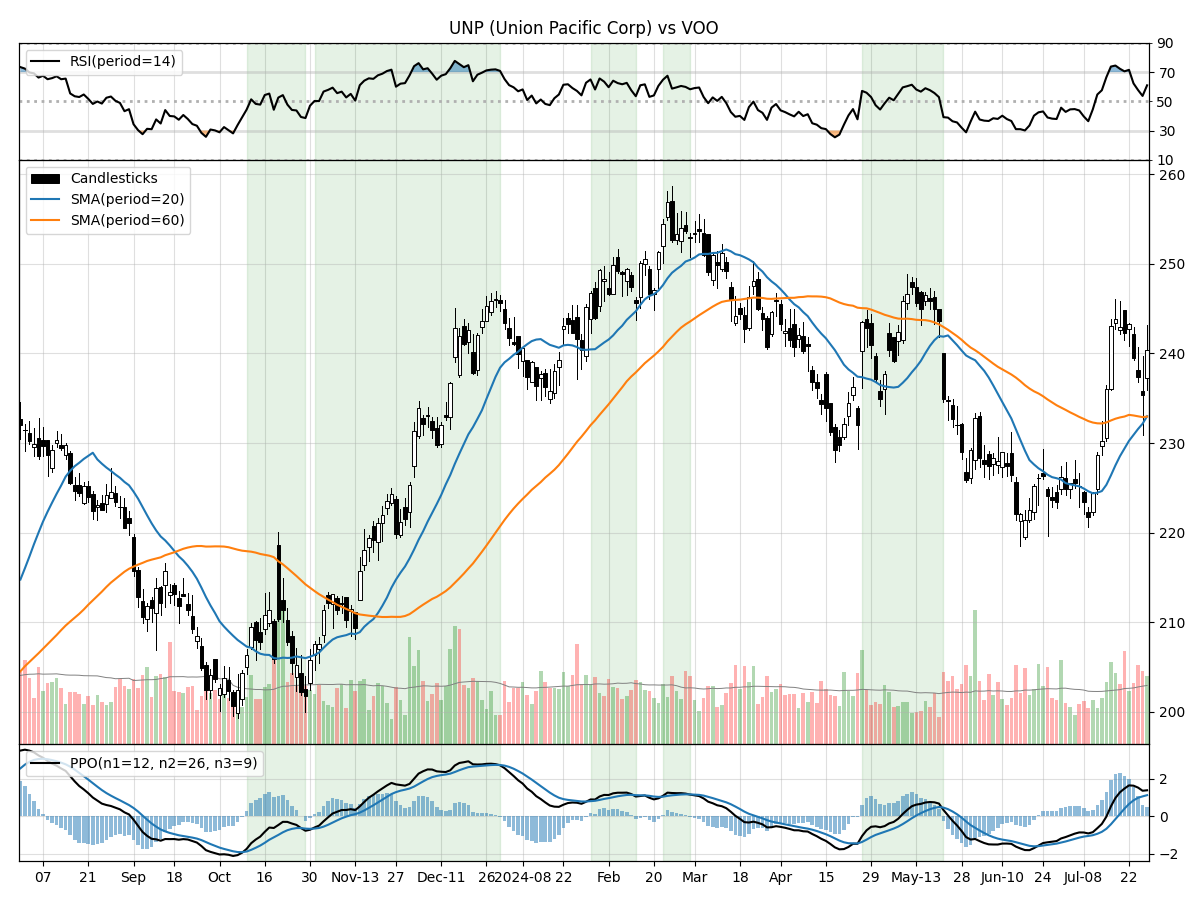 UNP (Union Pacific Corp) vs VOO
RSI(period=14)
90
70
50
30
10
Candlesticks
SMA(period=20)
SMA(period=60)
260
250
240
230
220
210
200
PPO(n1=12, n2=26, n3=9)
2
0
−2
07 21 Sep 18 Oct 16 30 Nov-13 27 Dec-11 26 2024-08 22 Feb 20 Mar 18 Apr 15 29 May-13 28 Jun-10 24 Jul-08 22